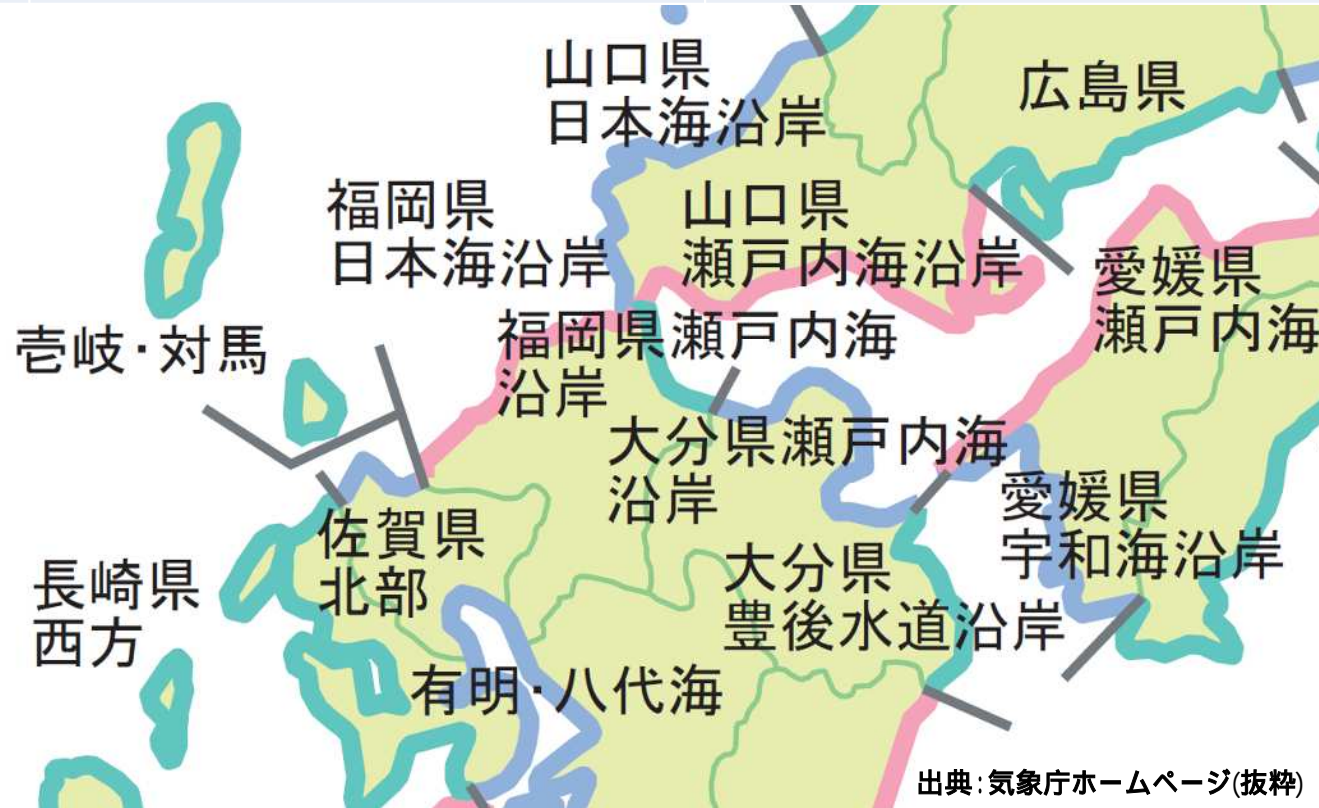 山口県
日本海沿岸
広島県
福岡県
日本海沿岸
山口県
瀬戸内海沿岸
愛媛県
瀬戸内海
壱岐・対馬
福岡県瀬戸内海
沿岸
大分県瀬戸内海
沿岸
愛媛県
宇和海沿岸
佐賀県
北部
大分県
豊後水道沿岸
長崎県
西方
有明・八代海
出典:気象庁ホームページ(抜粋)